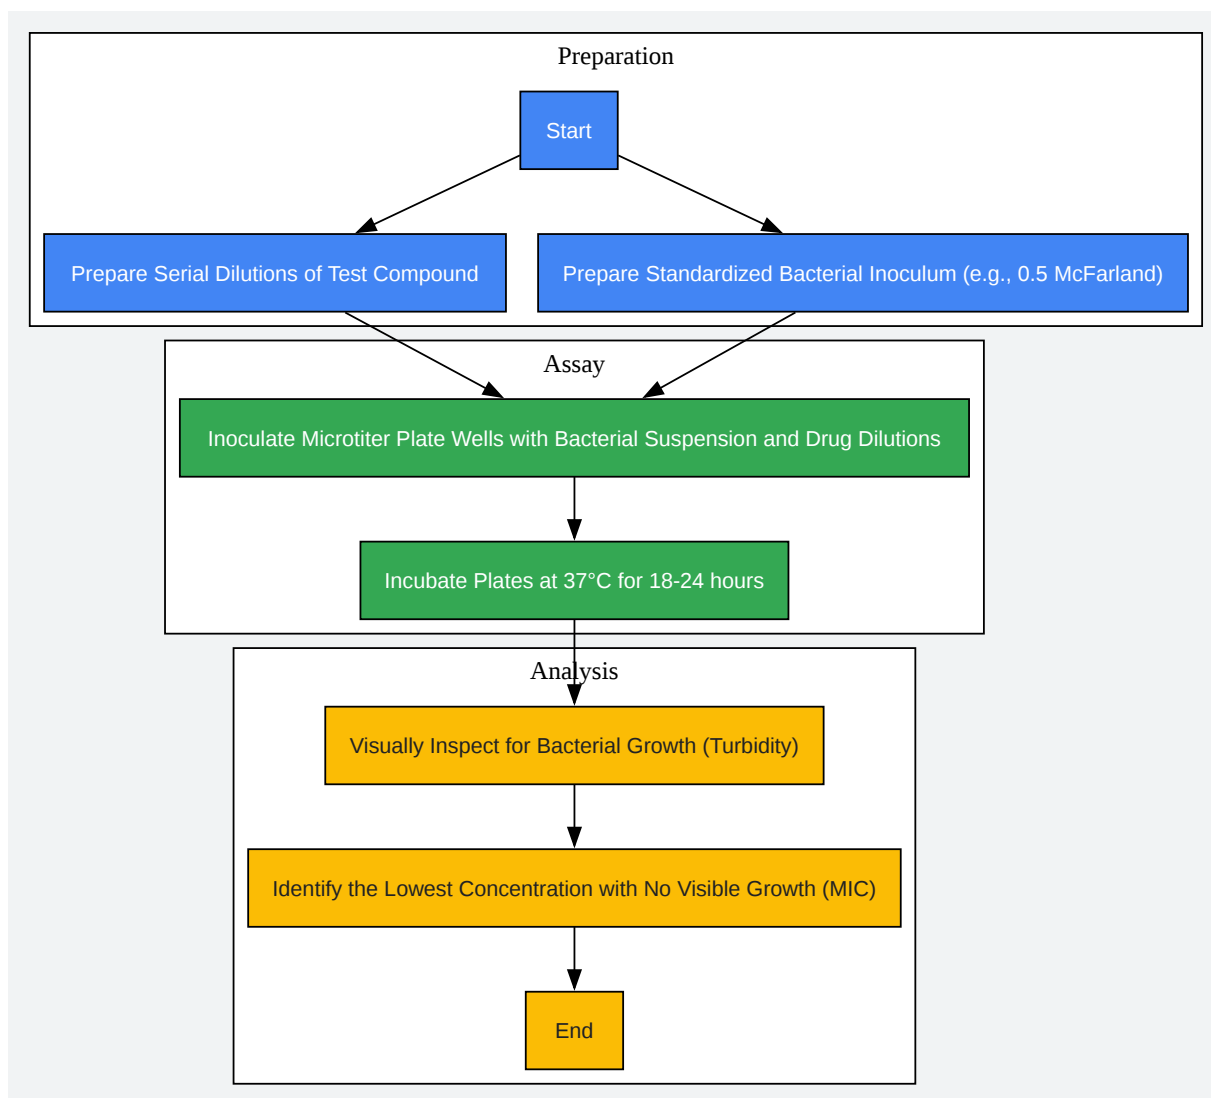 Preparation
Start
Prepare Serial Dilutions of Test Compound
Prepare Standardized Bacterial Inoculum (e.g., 0.5 McFarland)
Assay
Inoculate Microtiter Plate Wells with Bacterial Suspension and Drug Dilutions
Incubate Plates at 37°C for 18-24 hours
Analysis
Visually Inspect for Bacterial Growth (Turbidity)
Identify the Lowest Concentration with No Visible Growth (MIC)
End